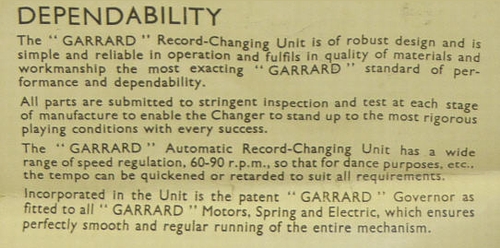 DEPENDABILITY
The "GARRARD" Record-Changing Unit is of robust design and is
simple and reliable in operation and fulfils in quality of materials and
workmanship the most exacting "GARRARD" standard of per-
formance and dependability.
All parts are submitted to stringent inspection and test at each stage
of manufacture to enable the Changer to stand up to the most rigorous
playing conditions with every success.
The "GARRARD" Automatic Record-Changing Unit has a wide
range of speed regulation, 60-90 r.p.m., so that for dance purposes, etc.,
the tempo can be quickened or retarded to suit all requirements.
Incorporated in the Unit is the patent "GARRARD" Governor as
fitted to all "GARRARD" Motors, Spring and Electric, which ensures
perfectly smooth and regular running of the entire mechanism.